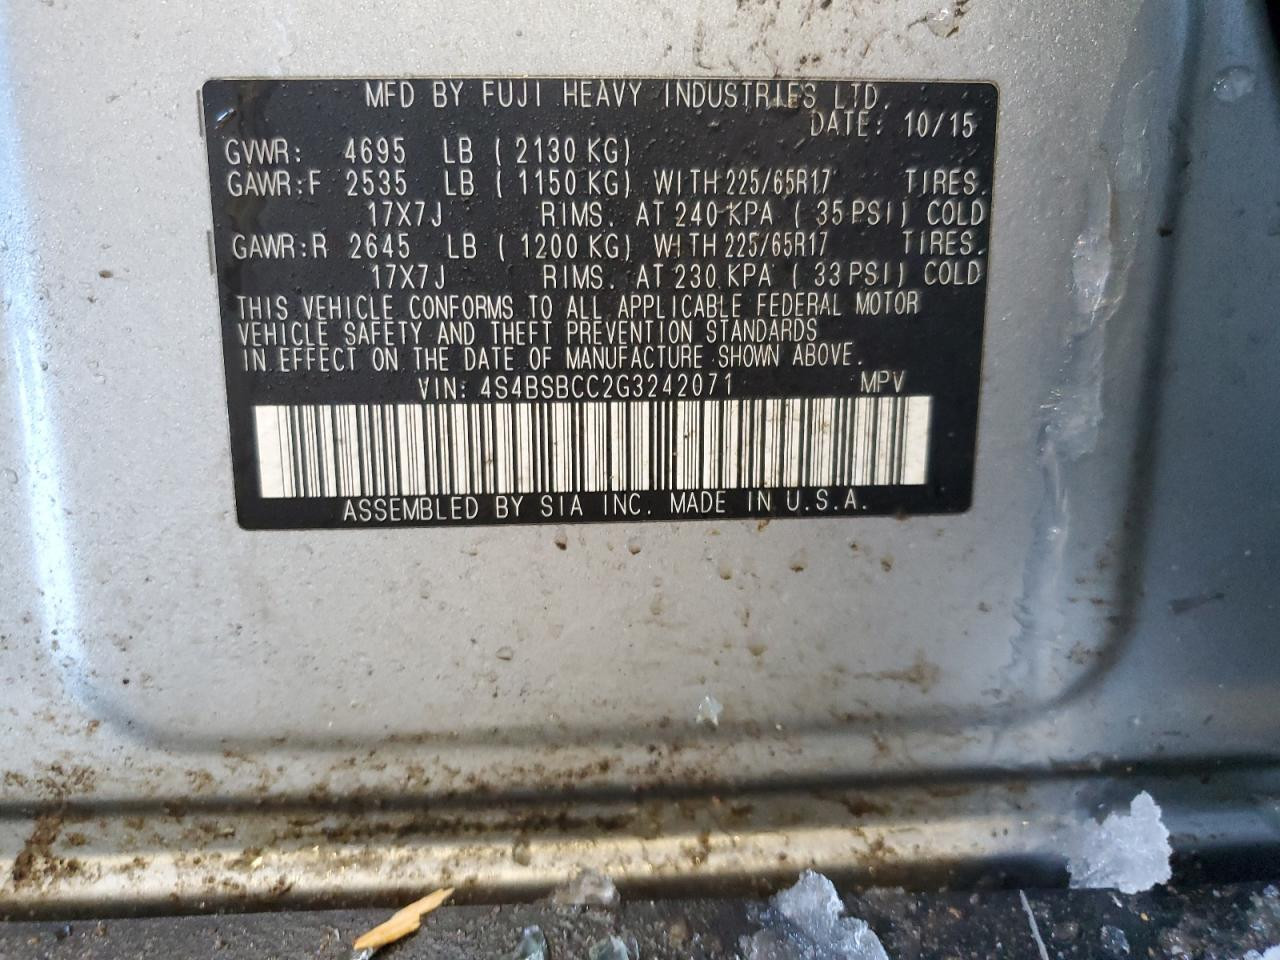 MFD BY FUJI HEAVY INDUSTRIES LTD.
DATE: 10/15
GVWR: 4695 LB ( 2130 KG)
GAWR:F 2535 LB ( 1150 KG) WITH 225/65R17 TIRES.
17X7J RIMS. AT 240 KPA ( 35 PSI) COLD
GAWR:R 2645 LB ( 1200 KG) WITH 225/65R17 TIRES.
17X7J RIMS. AT 230 KPA ( 33 PSI) COLD
THIS VEHICLE CONFORMS TO ALL APPLICABLE FEDERAL MOTOR
VEHICLE SAFETY AND THEFT PREVENTION STANDARDS
IN EFFECT ON THE DATE OF MANUFACTURE SHOWN ABOVE.
VIN: 4S4BSBCC2G3242071 MPV
ASSEMBLED BY SIA INC. MADE IN U.S.A.